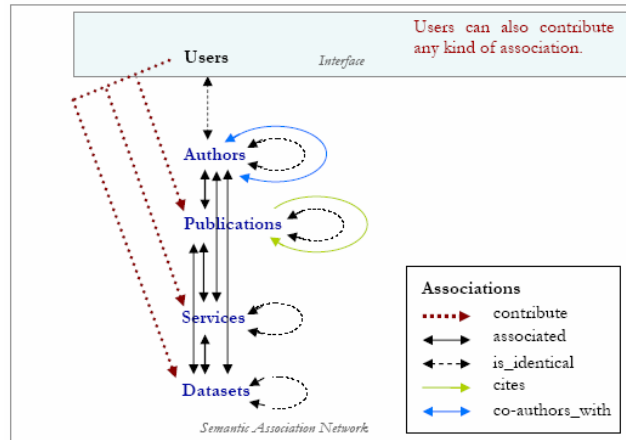 Users can also contribute
any kind of association.
Users
Interface
Authors
Publications
Services
Datasets
Semantic Association Network
Associations
contribute
associated
is_identical
cites
co-authors_with